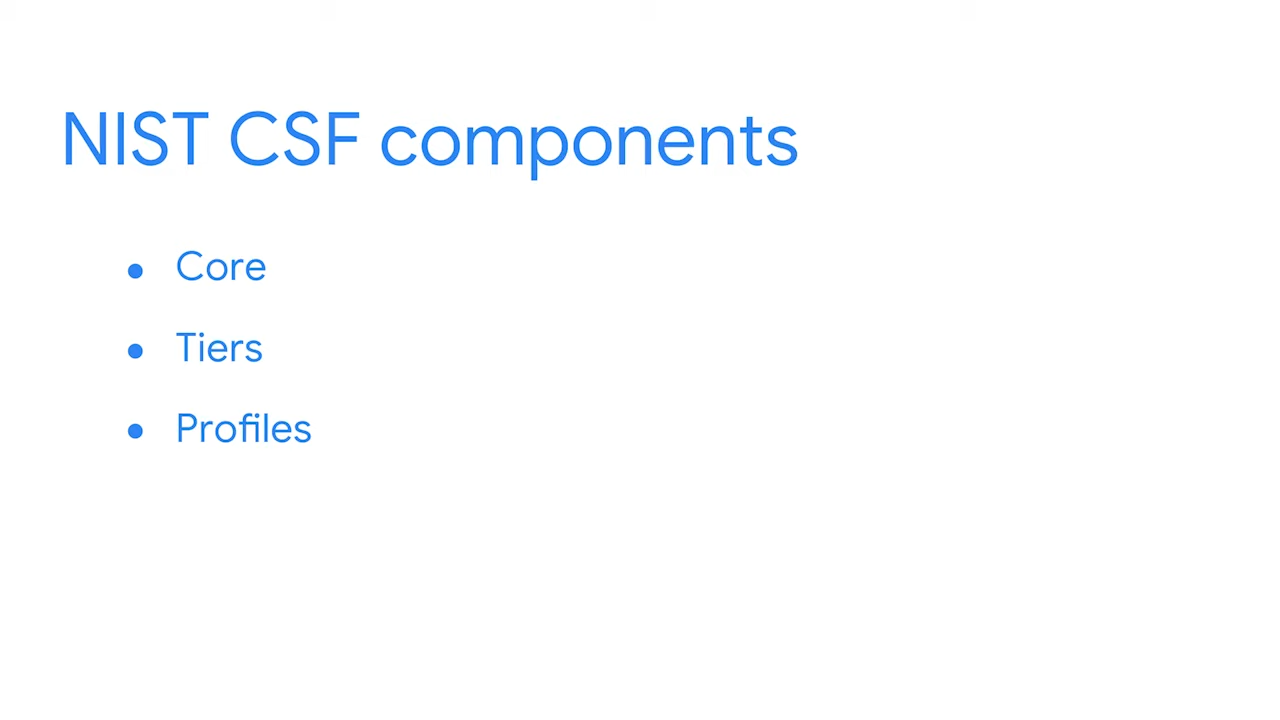 NIST CSF components
● Core
● Tiers
● Profiles